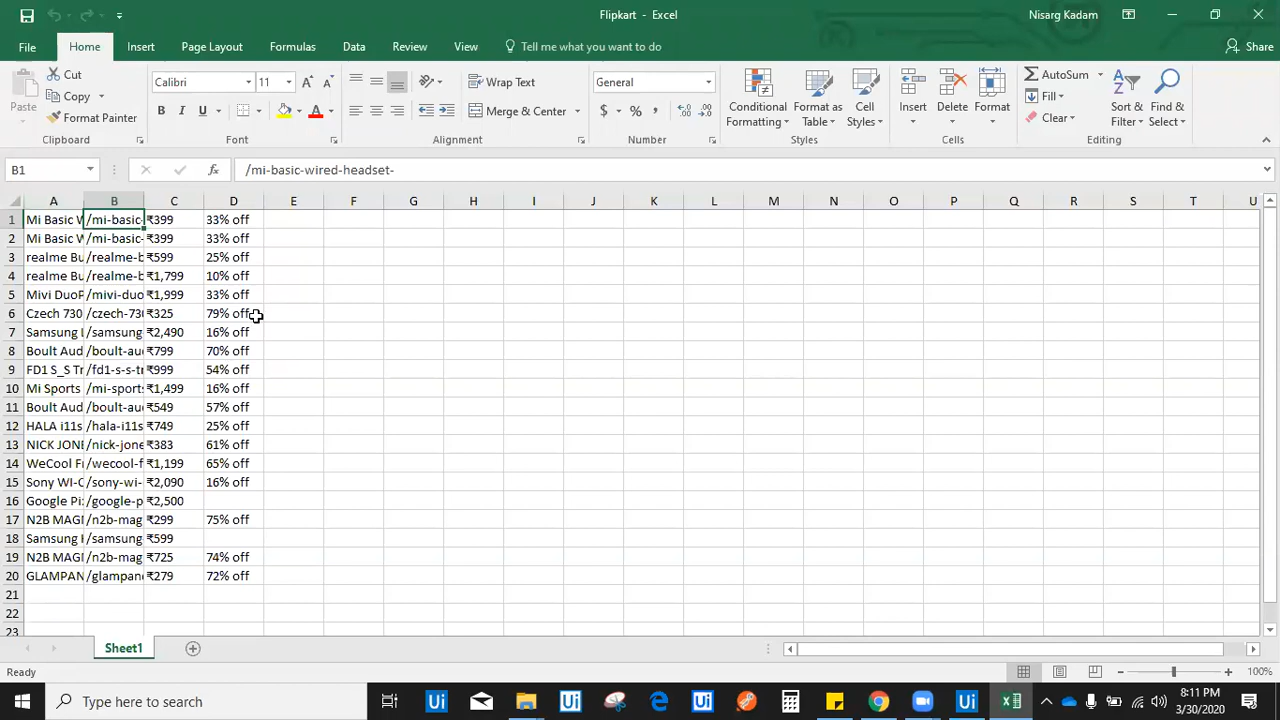 Flipkart - Excel
Nisarg Kadam
File Home Insert Page Layout Formulas Data Review View Tell me what you want to do Share
Paste
Cut
Copy
Format Painter
Clipboard
Calibri 11
B I U
Font
Wrap Text
Merge & Center
Alignment
General
$ % ,
Number
Conditional Formatting
Format as Table
Cell Styles
Styles
Insert
Delete
Format
Cells
AutoSum
Fill
Clear
Sort & Filter
Find & Select
Editing
B1 fx /mi-basic-wired-headset-
A B C D E F G H I J K L M N O P Q R S T U
1 Mi Basic W /mi-basic- ₹399 33% off
2 Mi Basic W /mi-basic- ₹399 33% off
3 realme Bu /realme-b ₹599 25% off
4 realme Bu /realme-b ₹1,799 10% off
5 Mivi DuoP /mivi-duo ₹1,999 33% off
6 Czech 730 /czech-730 ₹325 79% off
7 Samsung L /samsung ₹2,490 16% off
8 Boult Aud /boult-au ₹799 70% off
9 FD1 S_S Tr /fd1-s-s-tr ₹999 54% off
10 Mi Sports /mi-sports ₹1,499 16% off
11 Boult Aud /boult-au ₹549 57% off
12 HALA i11s /hala-i11s ₹749 25% off
13 NICK JONE /nick-jone ₹383 61% off
14 WeCool F /wecool-f ₹1,199 65% off
15 Sony WI-C /sony-wi- ₹2,090 16% off
16 Google Pi /google-p ₹2,500
17 N2B MAG /n2b-mag ₹299 75% off
18 Samsung /samsung ₹599
19 N2B MAG /n2b-mag ₹725 74% off
20 GLAMPAN /glampan ₹279 72% off
21
22
23
Sheet1
Ready
100%
Type here to search
8:11 PM
3/30/2020